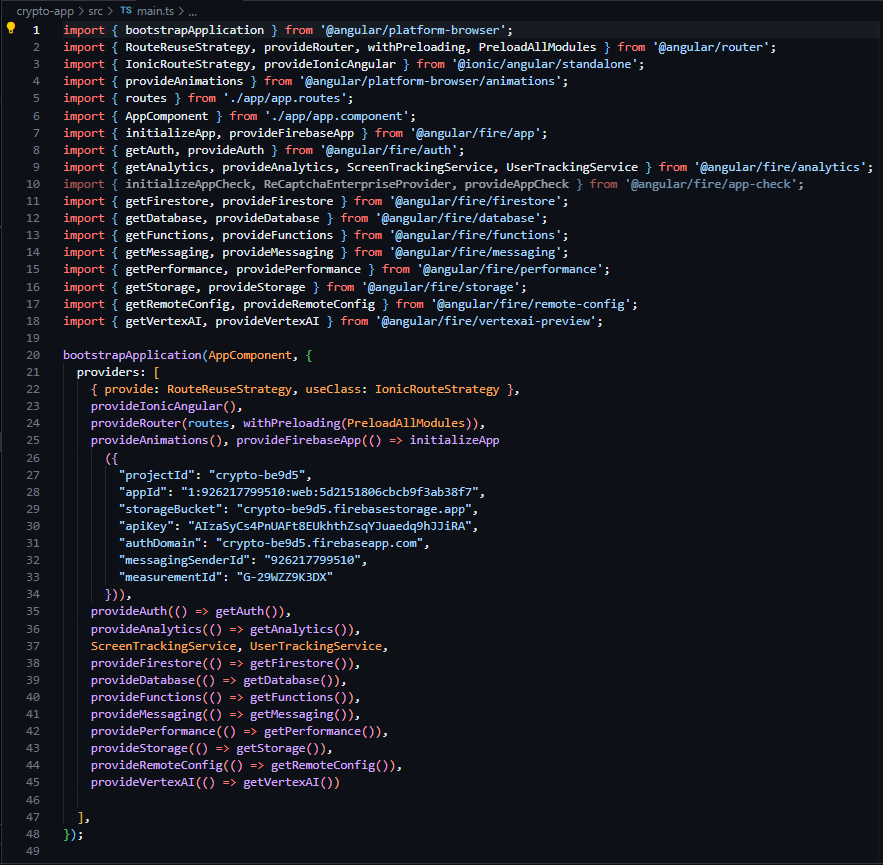 crypto-app > src > TS main.ts > ...
1 import { bootstrapApplication } from '@angular/platform-browser';
2 import { RouteReuseStrategy, provideRouter, withPreloading, PreloadAllModules } from '@angular/router';
3 import { IonicRouteStrategy, provideIonicAngular } from '@ionic/angular/standalone';
4 import { provideAnimations } from '@angular/platform-browser/animations';
5 import { routes } from './app/app.routes';
6 import { AppComponent } from './app/app.component';
7 import { initializeApp, provideFirebaseApp } from '@angular/fire/app';
8 import { getAuth, provideAuth } from '@angular/fire/auth';
9 import { getAnalytics, provideAnalytics, ScreenTrackingService, UserTrackingService } from '@angular/fire/analytics';
10 import { initializeAppCheck, ReCaptchaEnterpriseProvider, provideAppCheck } from '@angular/fire/app-check';
11 import { getFirestore, provideFirestore } from '@angular/fire/firestore';
12 import { getDatabase, provideDatabase } from '@angular/fire/database';
13 import { getFunctions, provideFunctions } from '@angular/fire/functions';
14 import { getMessaging, provideMessaging } from '@angular/fire/messaging';
15 import { getPerformance, providePerformance } from '@angular/fire/performance';
16 import { getStorage, provideStorage } from '@angular/fire/storage';
17 import { getRemoteConfig, provideRemoteConfig } from '@angular/fire/remote-config';
18 import { getVertexAI, provideVertexAI } from '@angular/fire/vertexai-preview';
19
20 bootstrapApplication(AppComponent, {
21   providers: [
22     { provide: RouteReuseStrategy, useClass: IonicRouteStrategy },
23     provideIonicAngular(),
24     provideRouter(routes, withPreloading(PreloadAllModules)),
25     provideAnimations(), provideFirebaseApp(() => initializeApp
26       ({
27         "projectId": "crypto-be9d5",
28         "appId": "1:926217799510:web:5d2151806cbcb9f3ab38f7",
29         "storageBucket": "crypto-be9d5.firebasestorage.app",
30         "apiKey": "AIzaSyCs4PnUAFt8EUkhthZsqYJuaedq9hJJiRA",
31         "authDomain": "crypto-be9d5.firebaseapp.com",
32         "messagingSenderId": "926217799510",
33         "measurementId": "G-29WZZ9K3DX"
34       })),
35     provideAuth(() => getAuth()),
36     provideAnalytics(() => getAnalytics()),
37     ScreenTrackingService, UserTrackingService,
38     provideFirestore(() => getFirestore()),
39     provideDatabase(() => getDatabase()),
40     provideFunctions(() => getFunctions()),
41     provideMessaging(() => getMessaging()),
42     providePerformance(() => getPerformance()),
43     provideStorage(() => getStorage()),
44     provideRemoteConfig(() => getRemoteConfig()),
45     provideVertexAI(() => getVertexAI())
46
47   ],
48 });
49